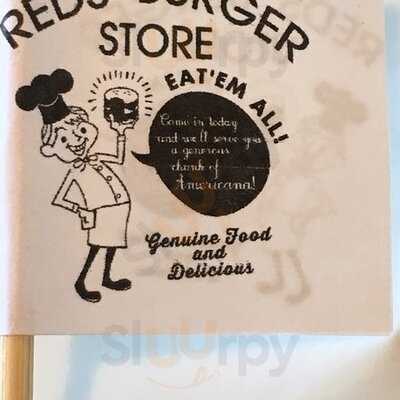 REDS BURGER
STORE
EAT'EM ALL!
Come in today
and we'll serve you
a generous
chunk of
Americana!
Genuine Food
and
Delicious
Sluurpy